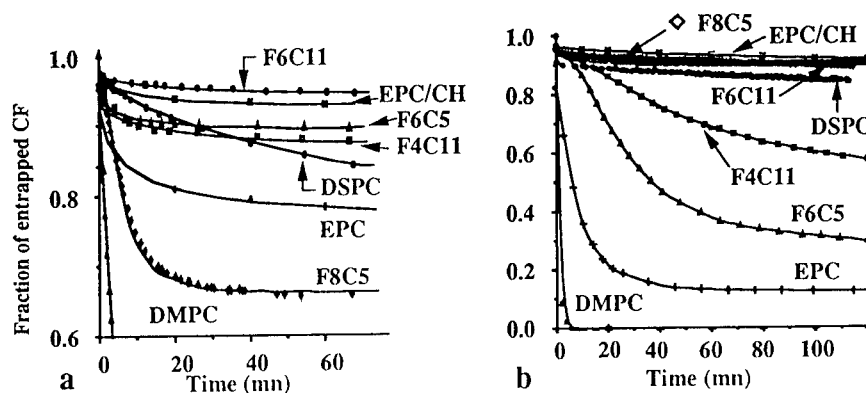 Fraction of entrapped CF
1.0
0.8
0.6
0
20
40
60
Time (mn)
a
F6C11
EPC/CH
F6C5
F4C11
DSPC
EPC
F8C5
DMPC
1.0
0.8
0.6
0.4
0.2
0.0
0
20
40
60
80
100
Time (mn)
b
F8C5
EPC/CH
F6C11
DSPC
F4C11
F6C5
EPC
DMPC